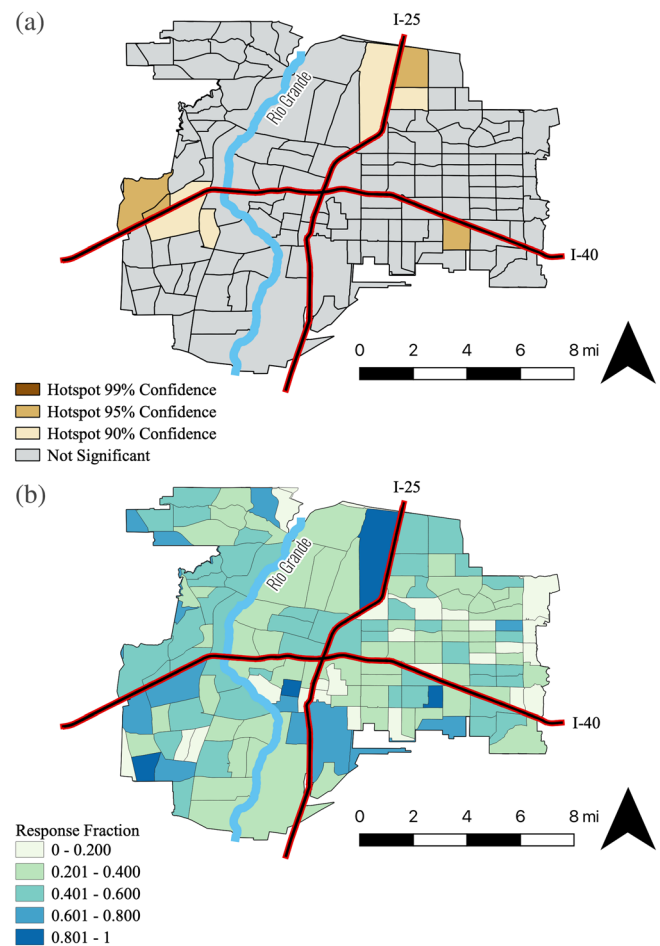 (a)
I-25
Rio Grande
I-40
0 2 4 6 8 mi
Hotspot 99% Confidence
Hotspot 95% Confidence
Hotspot 90% Confidence
Not Significant
(b)
I-25
Rio Grande
I-40
0 2 4 6 8 mi
Response Fraction
0 - 0.200
0.201 - 0.400
0.401 - 0.600
0.601 - 0.800
0.801 - 1